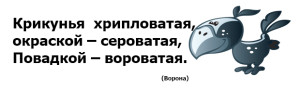 Крикунья хрипловатая,
окраской – сероватая,
Повадкой – вороватая.
(Ворона)